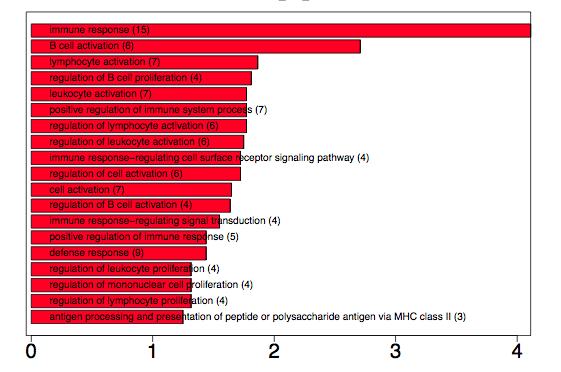 immune response (15)
B cell activation (6)
lymphocyte activation (7)
regulation of B cell proliferation (4)
leukocyte activation (7)
positive regulation of immune system process (7)
regulation of lymphocyte activation (6)
regulation of leukocyte activation (6)
immune response−regulating cell surface receptor signaling pathway (4)
regulation of cell activation (6)
cell activation (7)
regulation of B cell activation (4)
immune response−regulating signal transduction (4)
positive regulation of immune response (5)
defense response (9)
regulation of leukocyte proliferation (4)
regulation of mononuclear cell proliferation (4)
regulation of lymphocyte proliferation (4)
antigen processing and presentation of peptide or polysaccharide antigen via MHC class II (3)
0 1 2 3 4